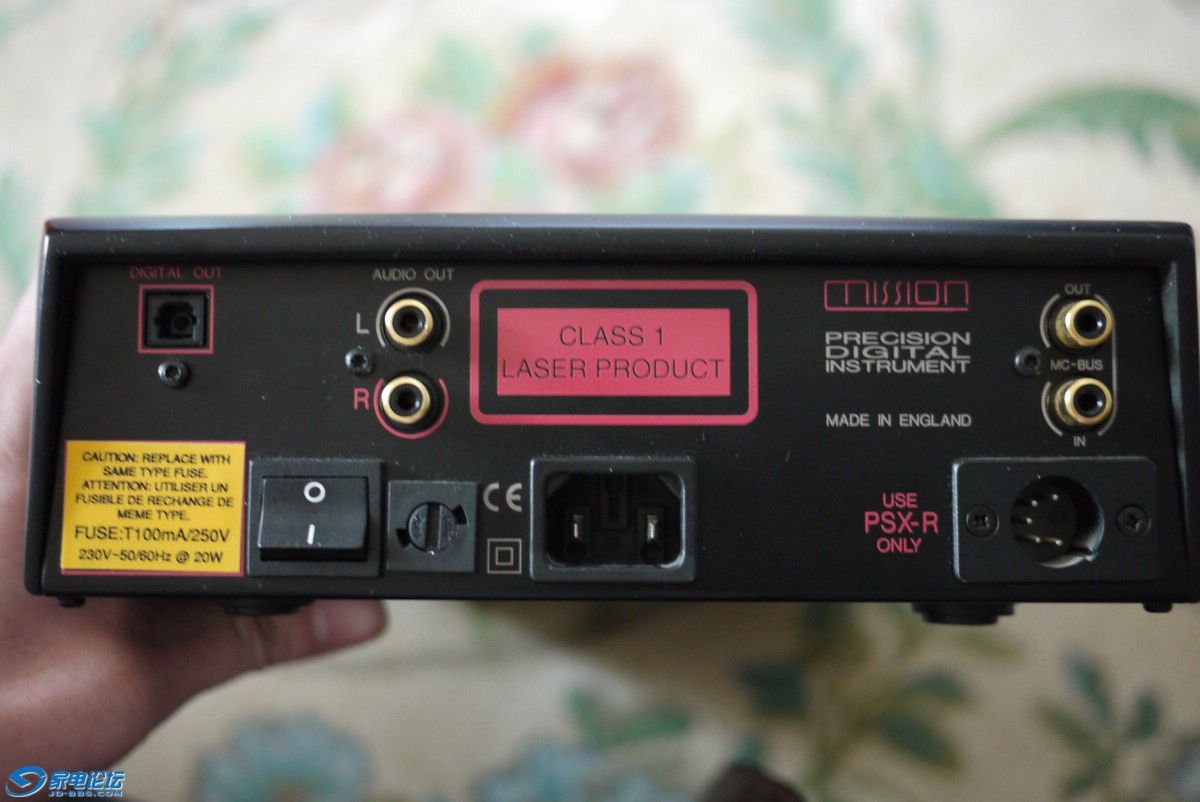 DIGITAL OUT
AUDIO OUT
L
R
CLASS 1
LASER PRODUCT
mission
PRECISION
DIGITAL
INSTRUMENT
MADE IN ENGLAND
OUT
MC-BUS
IN
CAUTION: REPLACE WITH
SAME TYPE FUSE.
ATTENTION: UTILISER UN
FUSIBLE DE RECHANGE DE
MEME TYPE.
FUSE:T100mA/250V
230V~50/60Hz @ 20W
O
I
CE
USE
PSX-R
ONLY
家电论坛
JD-BBS.COM